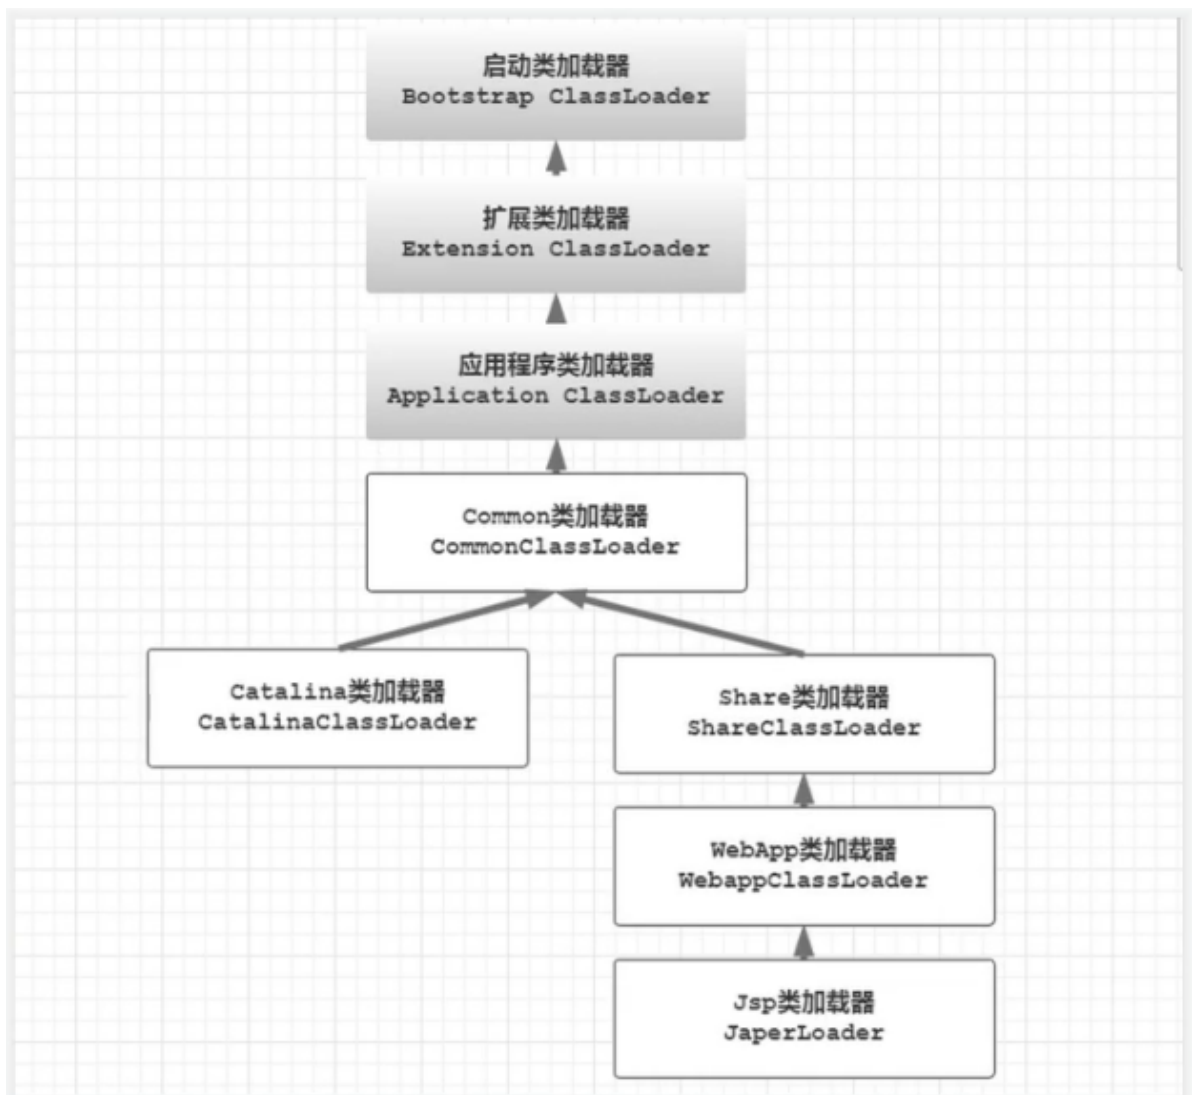 启动类加载器
Bootstrap ClassLoader
扩展类加载器
Extension ClassLoader
应用程序类加载器
Application ClassLoader
Common类加载器
CommonClassLoader
Catalina类加载器
CatalinaClassLoader
Share类加载器
ShareClassLoader
WebApp类加载器
WebappClassLoader
Jsp类加载器
JaperLoader